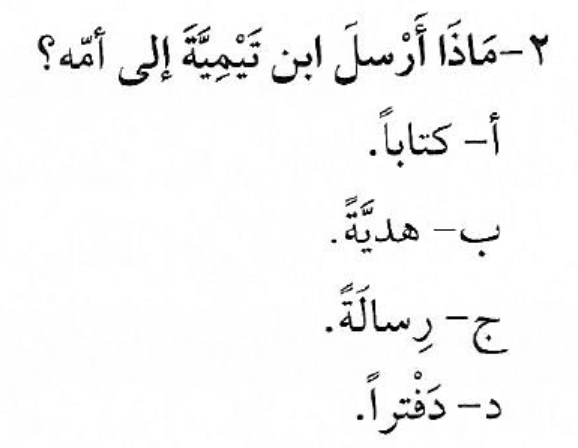 ٢-مَاذَا أَرْسلَ ابن تَيْمِيَّةَ إلى أمّه؟
أ- كتاباً.
ب- هديَّةً.
ج- رِسالَةً.
د- دَفْتراً.